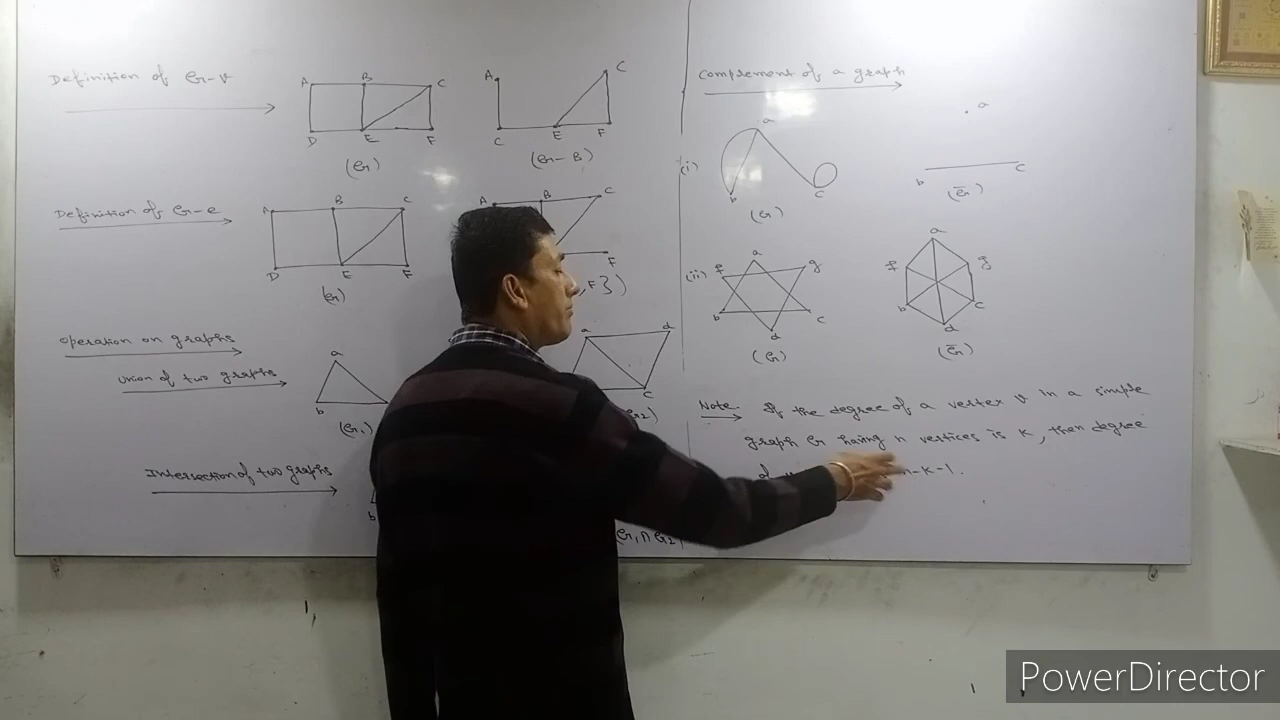 Definition of G-v
A B C
D E F
(G)
A C
C E F
(G-B)
Definition of G-e
A B C
D E F
(G)
A B C
F
, F})
Operation on graphs
Union of two graphs
a
b
(G₁)
a d
C
Intersection of two graphs
b
G₁∩G₂
Complement of a graph
(i)
a
b C
(G)
a
b C
(G̅)
(ii)
f a g
b C
d
(G)
a
f g
b C
d
(G̅)
Note If the degree of a vertex v in a simple
graph G having n vertices is K, then degree
n-K-1.
PowerDirector